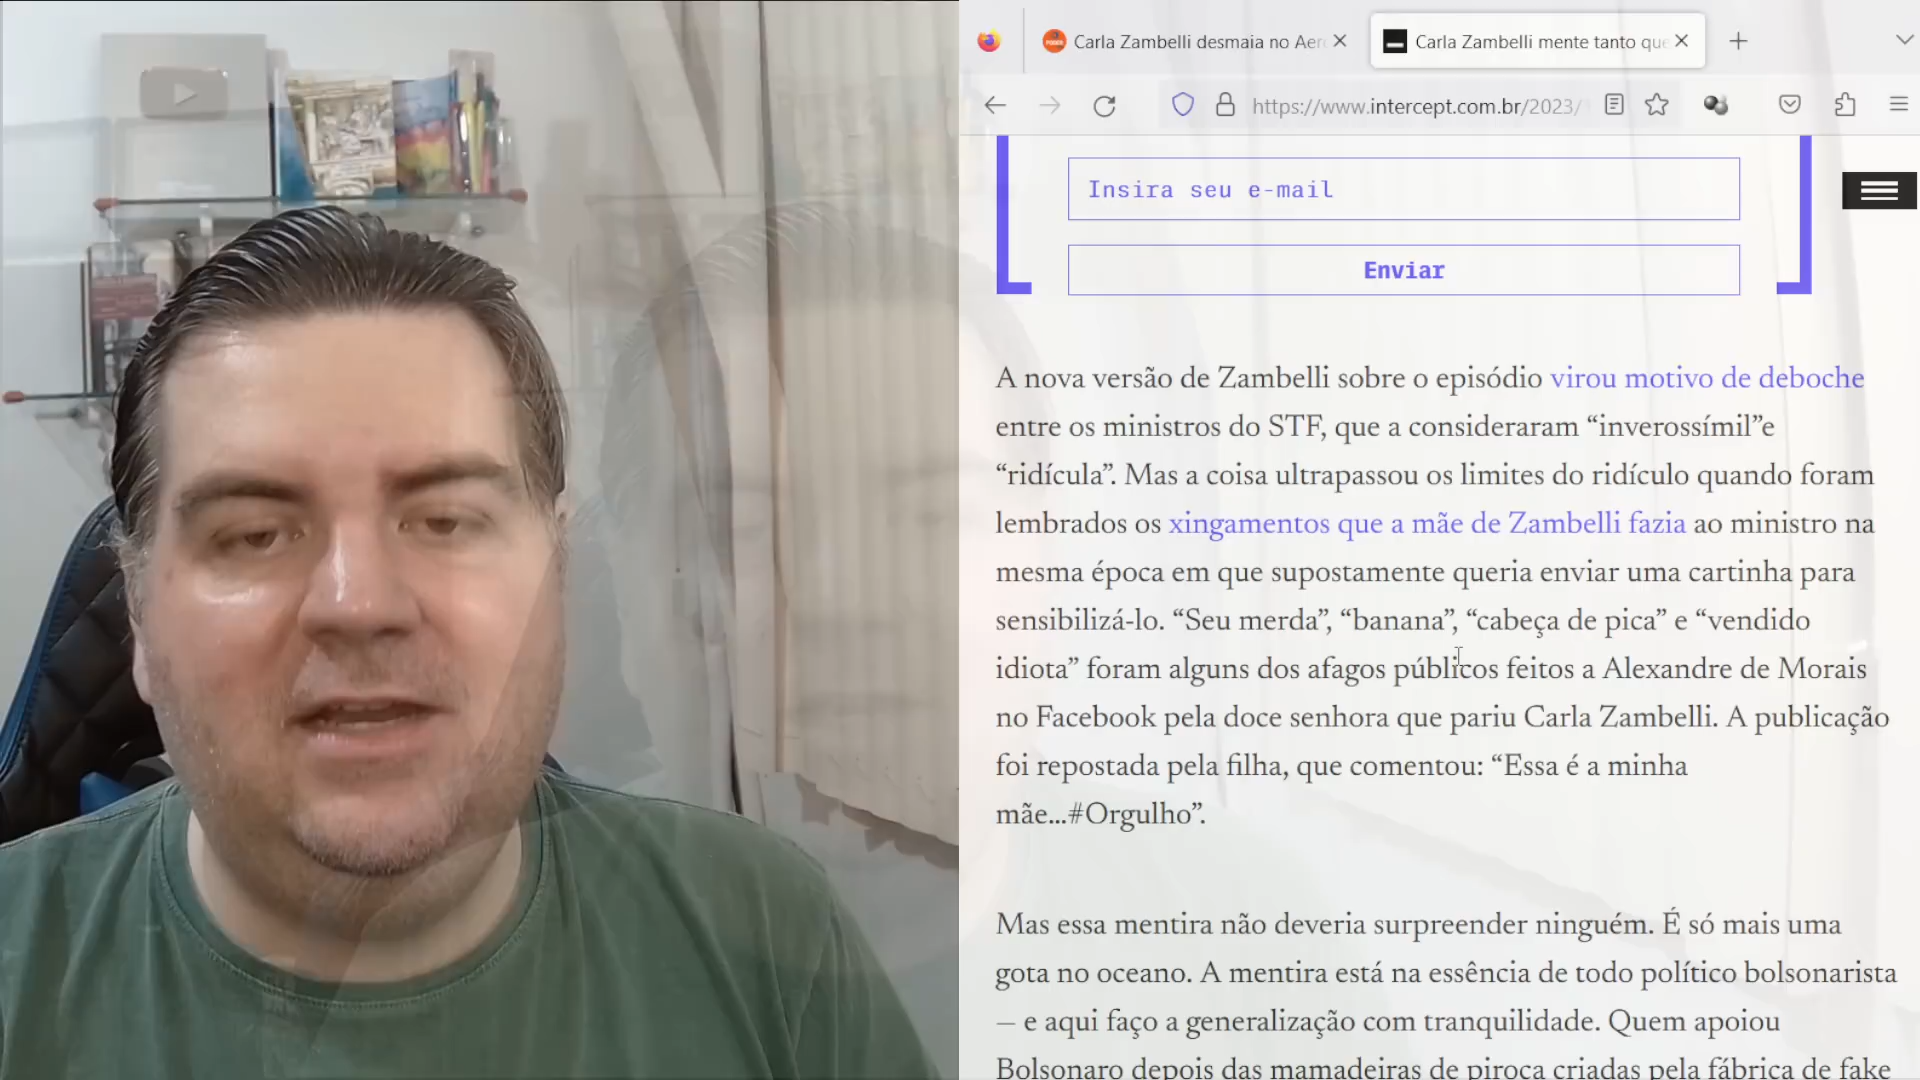 Carla Zambelli desmaia no Aer
Carla Zambelli mente tanto que
https://www.intercept.com.br/2023/
Insira seu e-mail
Enviar
A nova versão de Zambelli sobre o episódio virou motivo de deboche
entre os ministros do STF, que a consideraram “inverossímil”e
“ridícula”. Mas a coisa ultrapassou os limites do ridículo quando foram
lembrados os xingamentos que a mãe de Zambelli fazia ao ministro na
mesma época em que supostamente queria enviar uma cartinha para
sensibilizá-lo. “Seu merda”, “banana”, “cabeça de pica” e “vendido
idiota” foram alguns dos afagos públicos feitos a Alexandre de Morais
no Facebook pela doce senhora que pariu Carla Zambelli. A publicação
foi repostada pela filha, que comentou: “Essa é a minha
mãe...#Orgulho”.
Mas essa mentira não deveria surpreender ninguém. É só mais uma
gota no oceano. A mentira está na essência de todo político bolsonarista
– e aqui faço a generalização com tranquilidade. Quem apoiou
Bolsonaro depois das mamadeiras de piroca criadas pela fábrica de fake